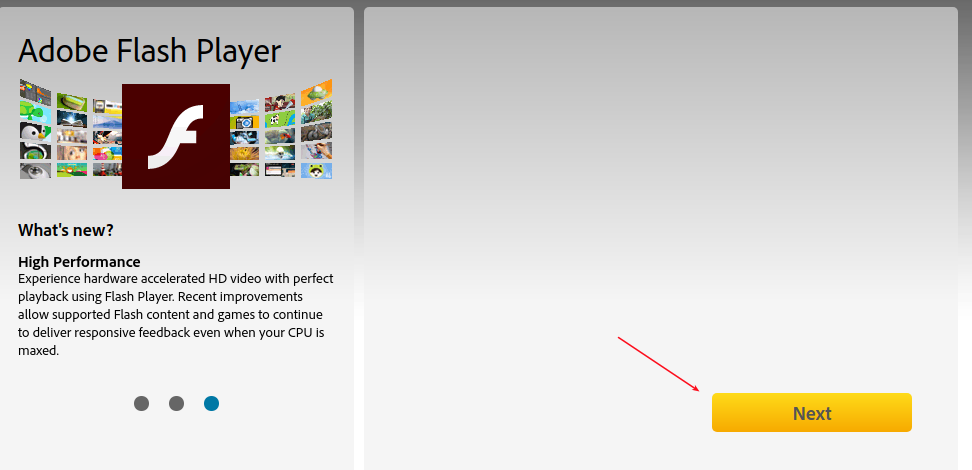 Adobe Flash Player
What's new?
High Performance
Experience hardware accelerated HD video with perfect
playback using Flash Player. Recent improvements
allow supported Flash content and games to continue
to deliver responsive feedback even when your CPU is
maxed.
Next